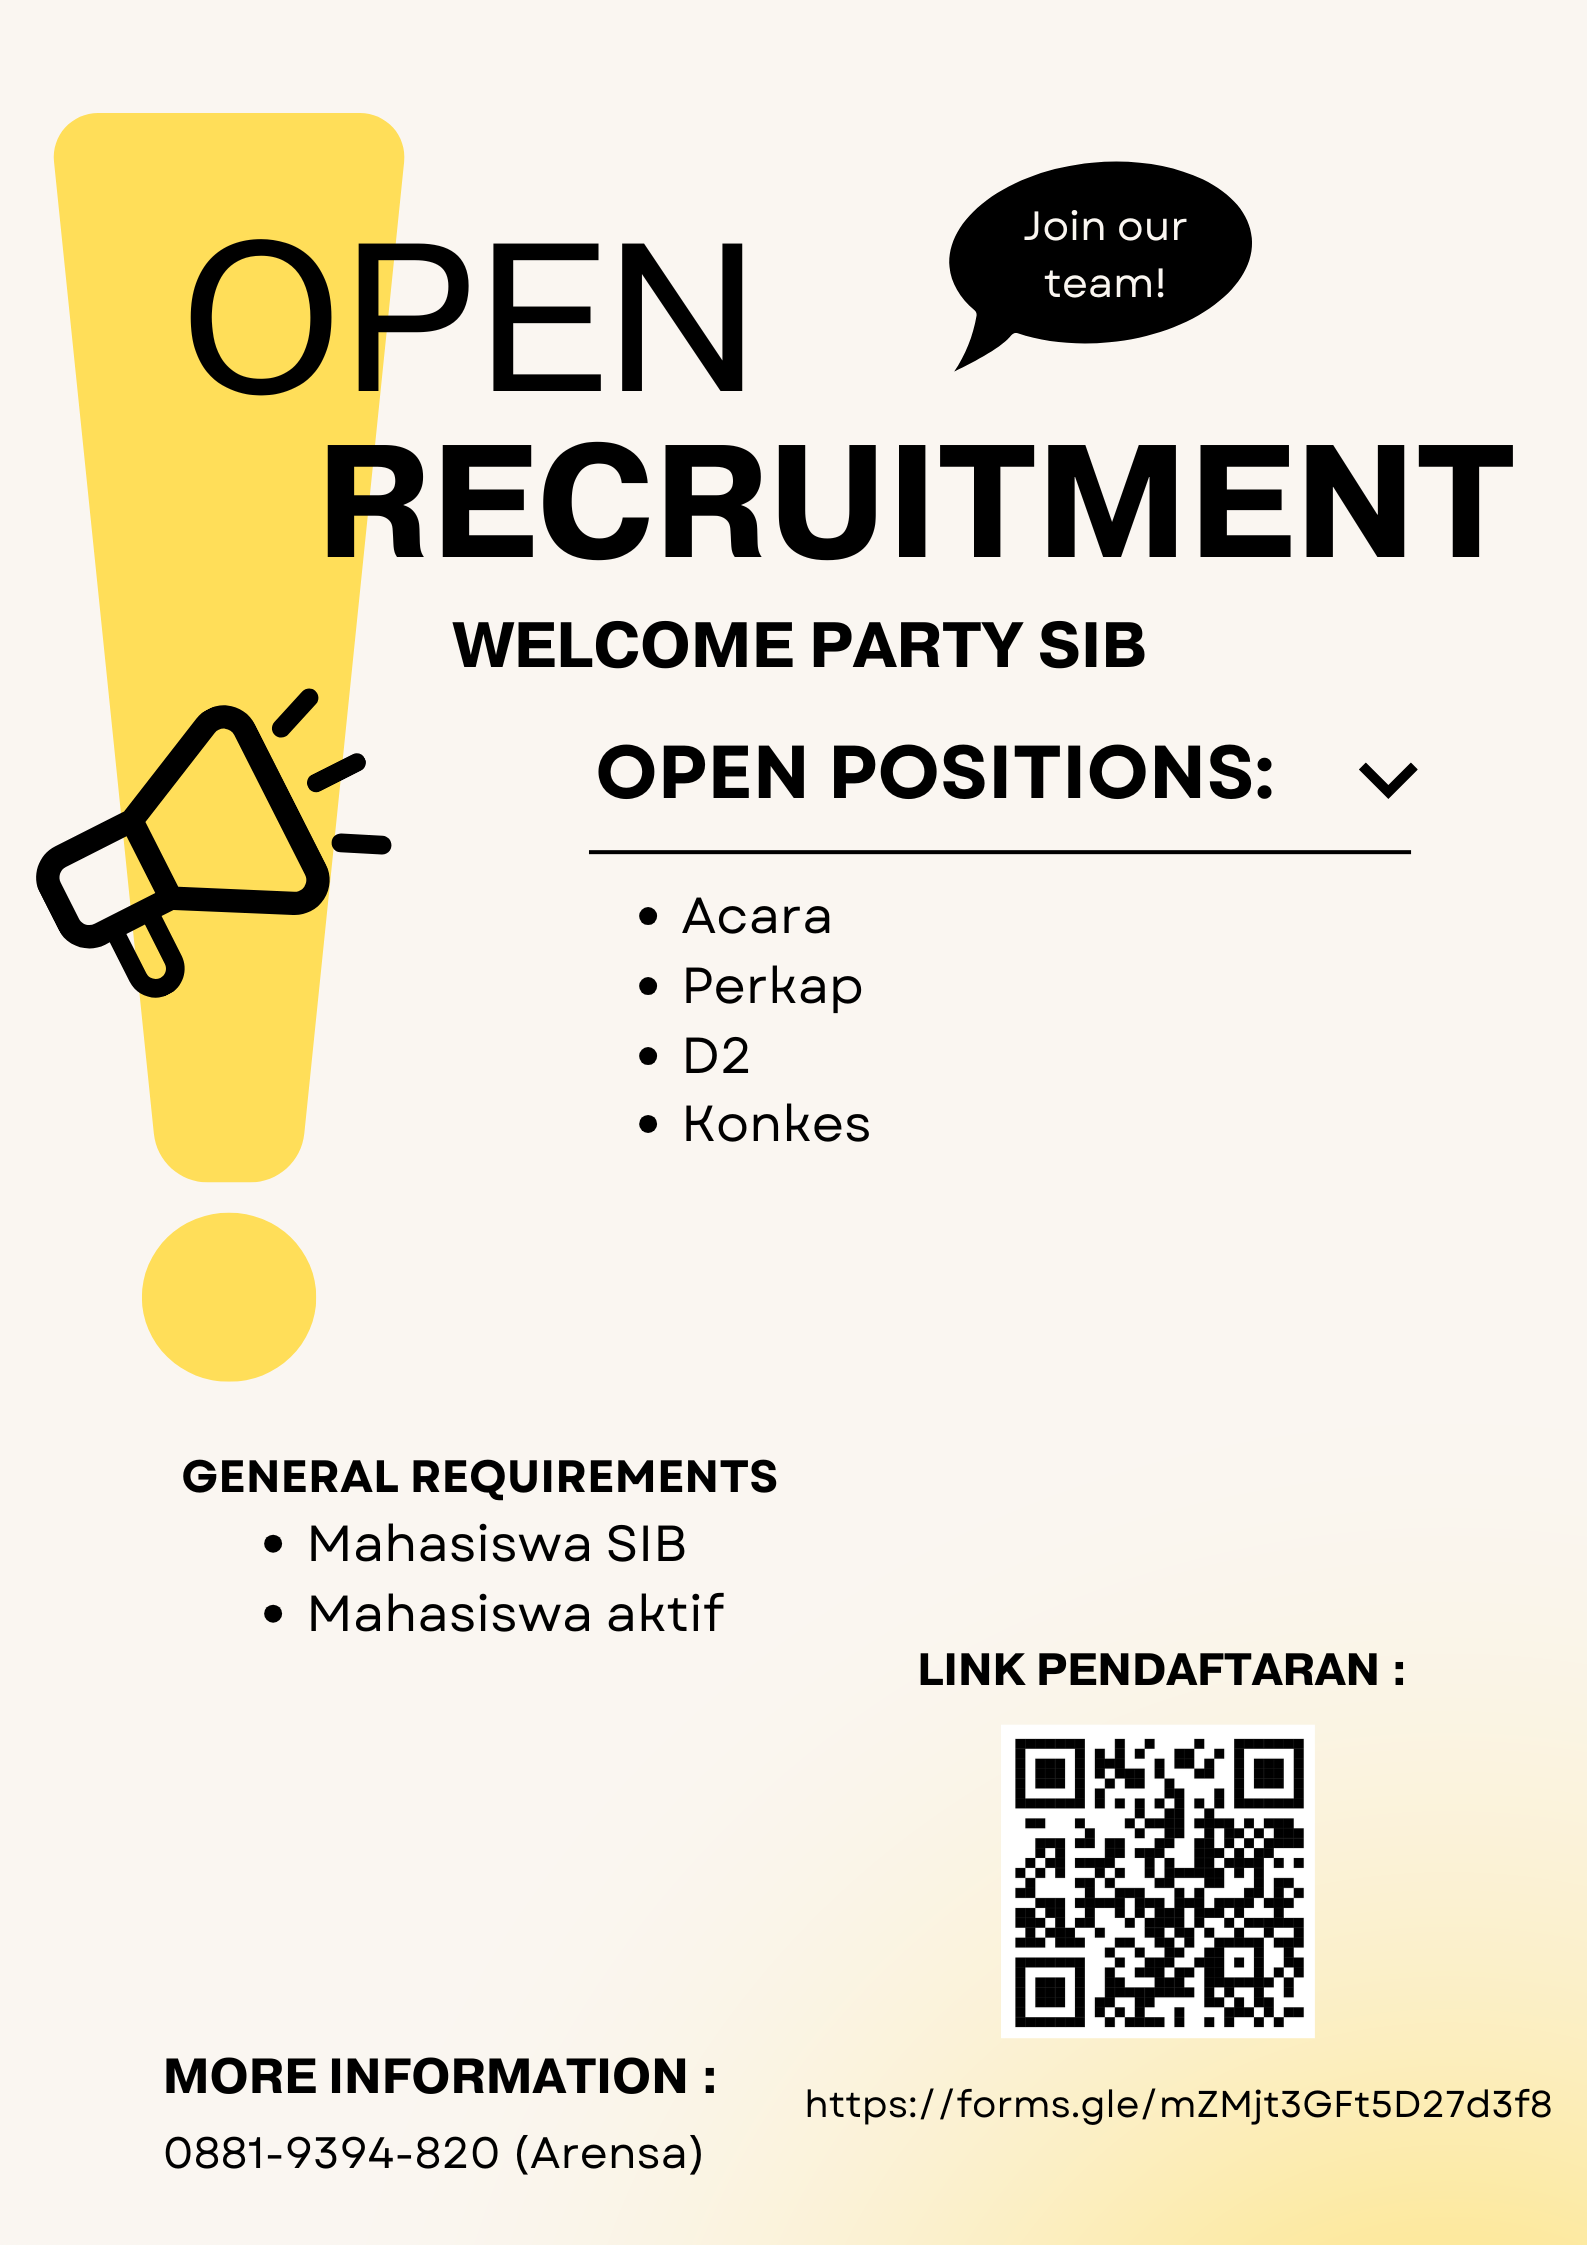 OPEN
Join our
team!
RECRUITMENT
WELCOME PARTY SIB
OPEN POSITIONS:
• Acara
• Perkap
• D2
• Konkes
GENERAL REQUIREMENTS
• Mahasiswa SIB
• Mahasiswa aktif
LINK PENDAFTARAN :
https://forms.gle/mZMjt3GFt5D27d3f8
MORE INFORMATION :
0881-9394-820 (Arensa)